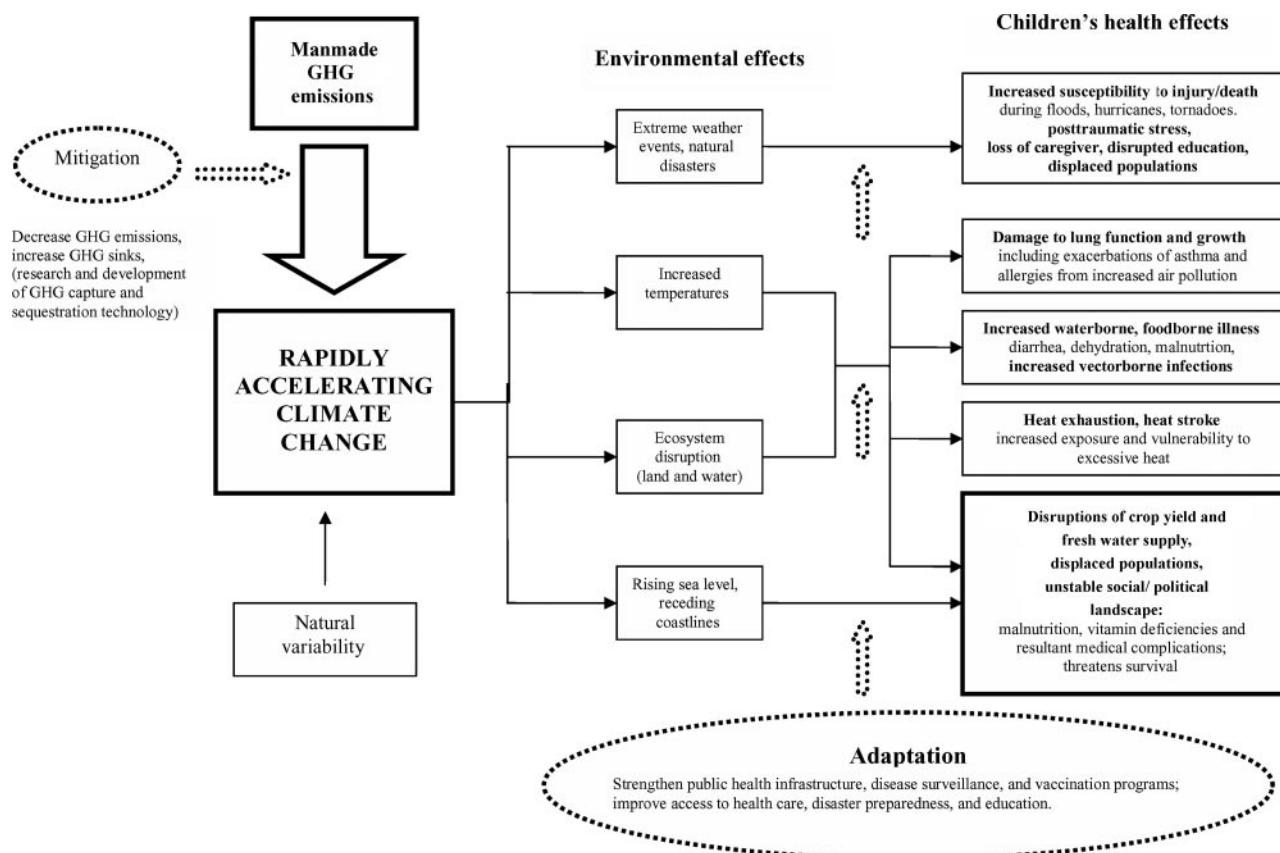 Manmade
GHG
emissions
Mitigation
Decrease GHG emissions,
increase GHG sinks,
(research and development
of GHG capture and
sequestration technology)
RAPIDLY
ACCELERATING
CLIMATE
CHANGE
Natural
variability
Environmental effects
Extreme weather
events, natural
disasters
Increased
temperatures
Ecosystem
disruption
(land and water)
Rising sea level,
receding
coastlines
Children's health effects
Increased susceptibility to injury/death
during floods, hurricanes, tornadoes.
posttraumatic stress,
loss of caregiver, disrupted education,
displaced populations
Damage to lung function and growth
including exacerbations of asthma and
allergies from increased air pollution
Increased waterborne, foodborne illness
diarrhea, dehydration, malnutrtion,
increased vectorborne infections
Heat exhaustion, heat stroke
increased exposure and vulnerability to
excessive heat
Disruptions of crop yield and
fresh water supply,
displaced populations,
unstable social/ political
landscape:
malnutrition, vitamin deficiencies and
resultant medical complications;
threatens survival
Adaptation
Strengthen public health infrastructure, disease surveillance, and vaccination programs;
improve access to health care, disaster preparedness, and education.